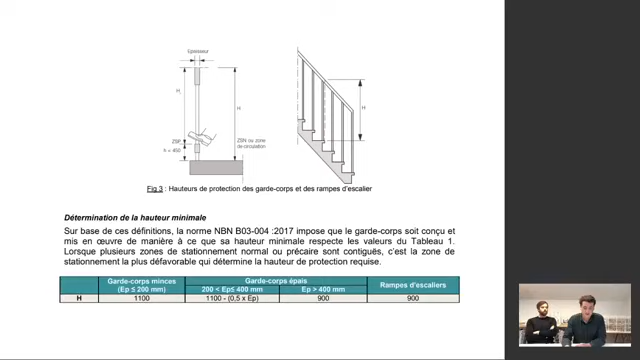 Epaisseur
H
H
H
ZSP
h = 450
ZBN ou zone
de circulation
Fig 3 : Hauteurs de protection des garde-corps et des rampes d'escalier
Détermination de la hauteur minimale
Sur base de ces définitions, la norme NBN B03-004 :2017 impose que le garde-corps soit conçu et
mis en œuvre de manière à ce que sa hauteur minimale respecte les valeurs du Tableau 1.
Lorsque plusieurs zones de stationnement normal ou précaire sont contiguës, c'est la zone de
stationnement la plus défavorable qui détermine la hauteur de protection requise.
Garde-corps minces Garde-corps épais Rampes d'escaliers
(Ep ≤ 200 mm) 200 < Ep≤ 400 mm Ep > 400 mm
H 1100 1100 - (0,5 x Ep) 900 900